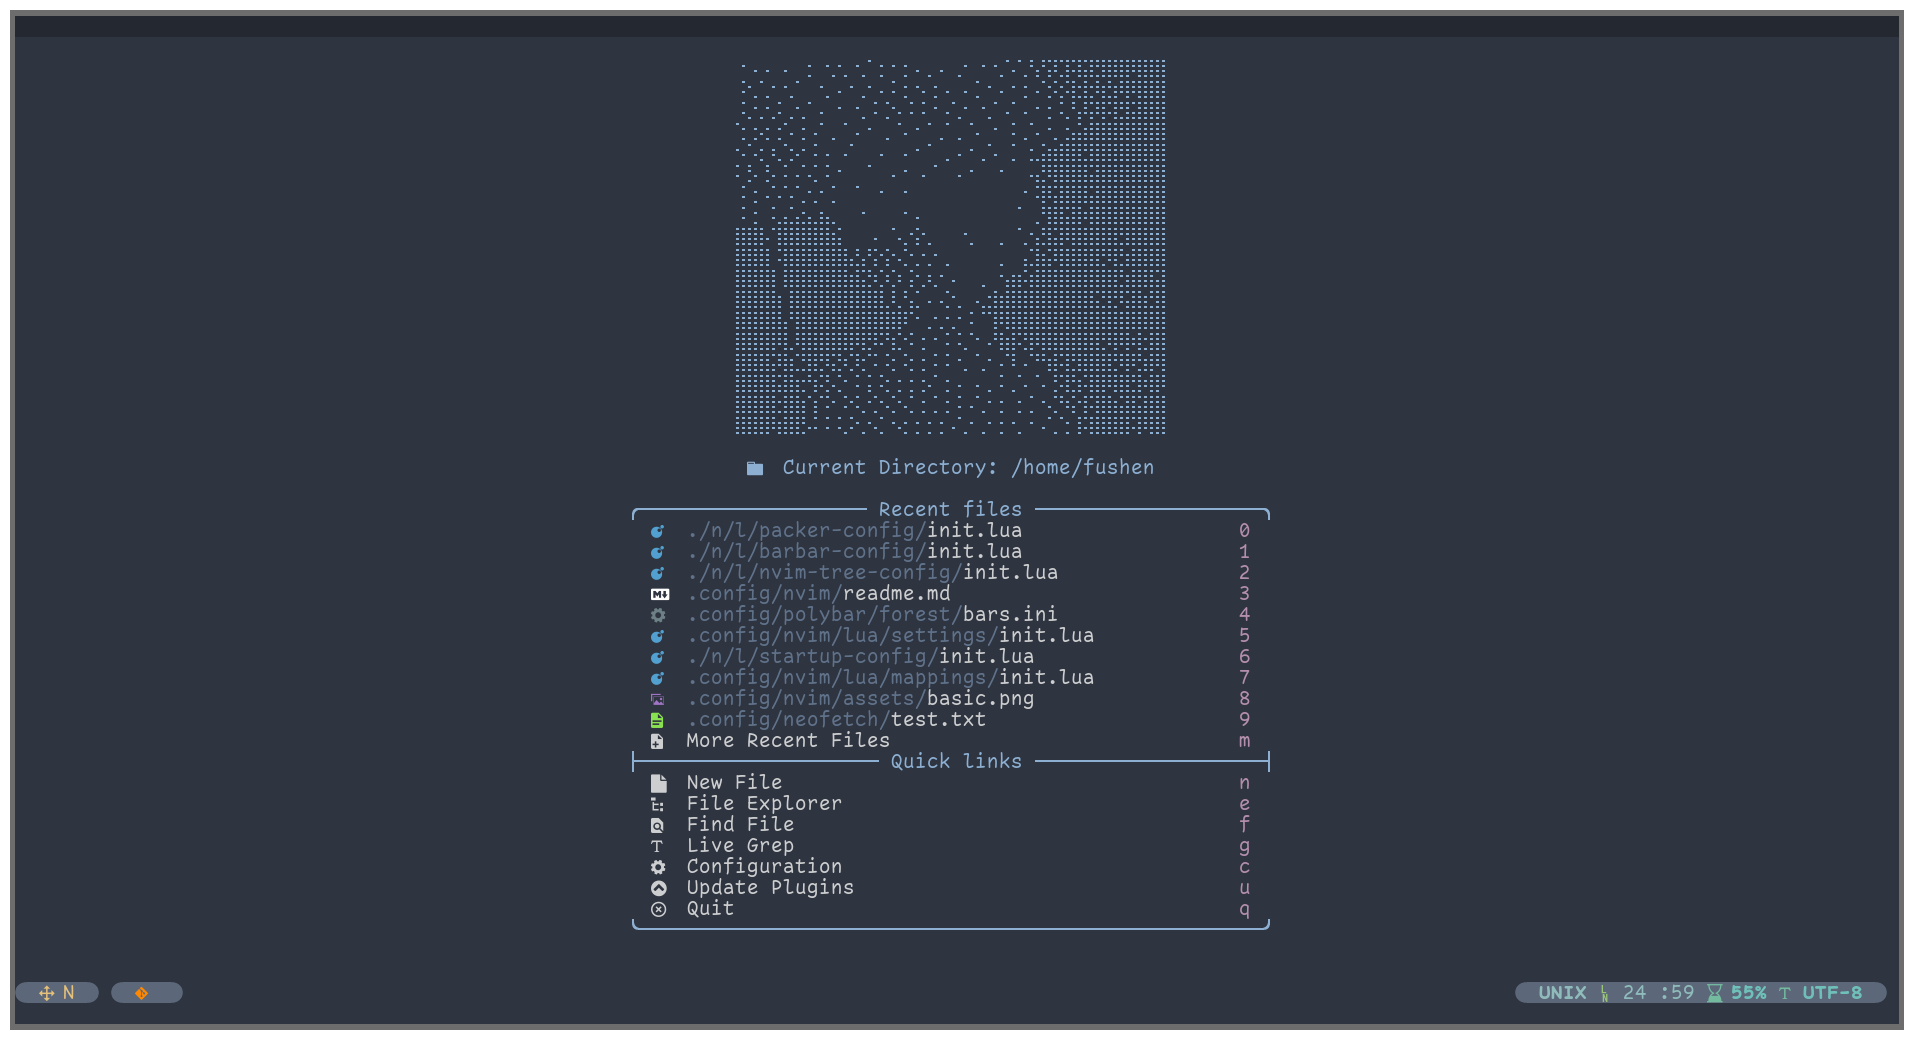 Current Directory: /home/fushen
Recent files
./n/l/packer-config/init.lua 0
./n/l/barbar-config/init.lua 1
./n/l/nvim-tree-config/init.lua 2
.config/nvim/readme.md 3
.config/polybar/forest/bars.ini 4
.config/nvim/lua/settings/init.lua 5
./n/l/startup-config/init.lua 6
.config/nvim/lua/mappings/init.lua 7
.config/nvim/assets/basic.png 8
.config/neofetch/test.txt 9
More Recent Files m
Quick links
New File n
File Explorer e
Find File f
Live Grep g
Configuration c
Update Plugins u
Quit q
N UNIX 24 :59 55% UTF-8